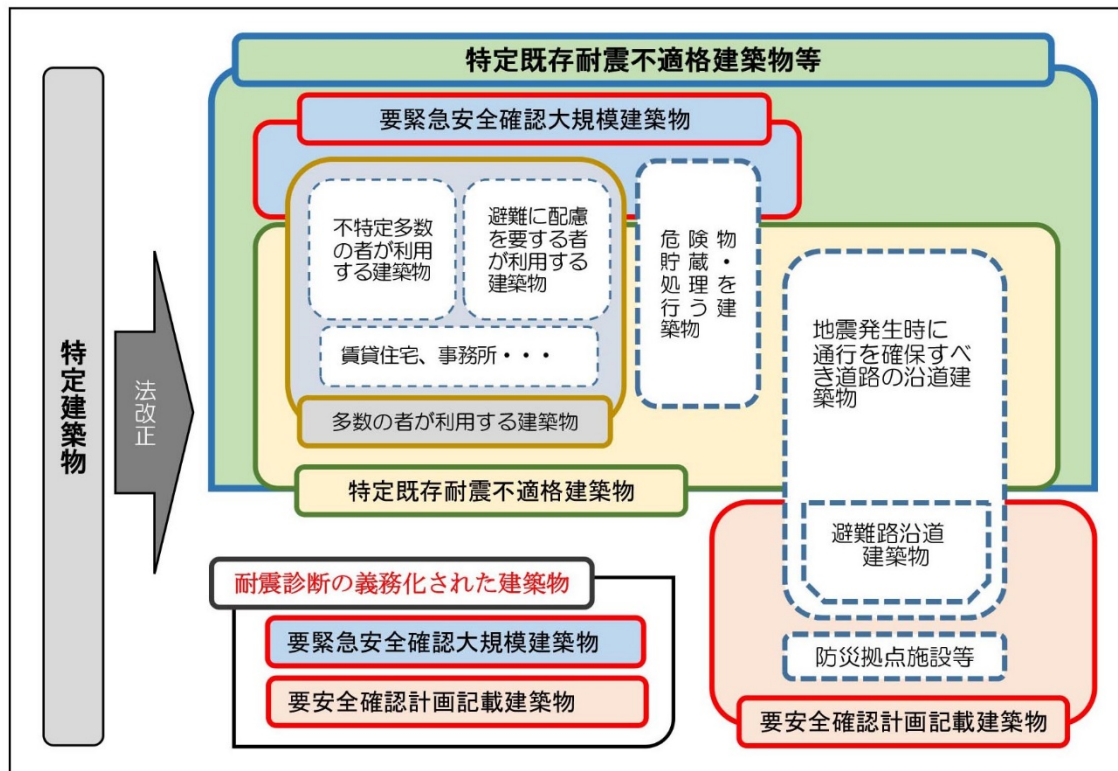 特定既存耐震不適格建築物等
要緊急安全確認大規模建築物
不特定多数
の者が利用
する建築物
避難に配慮
を要する者
が利用する
建築物
危険物
貯蔵・
処理を
行う建
築物
賃貸住宅、事務所・・・
多数の者が利用する建築物
地震発生時に
通行を確保すべ
き道路の沿道建
築物
特定既存耐震不適格建築物
特定建築物
法改正
避難路沿道
建築物
防災拠点施設等
要安全確認計画記載建築物
耐震診断の義務化された建築物
要緊急安全確認大規模建築物
要安全確認計画記載建築物